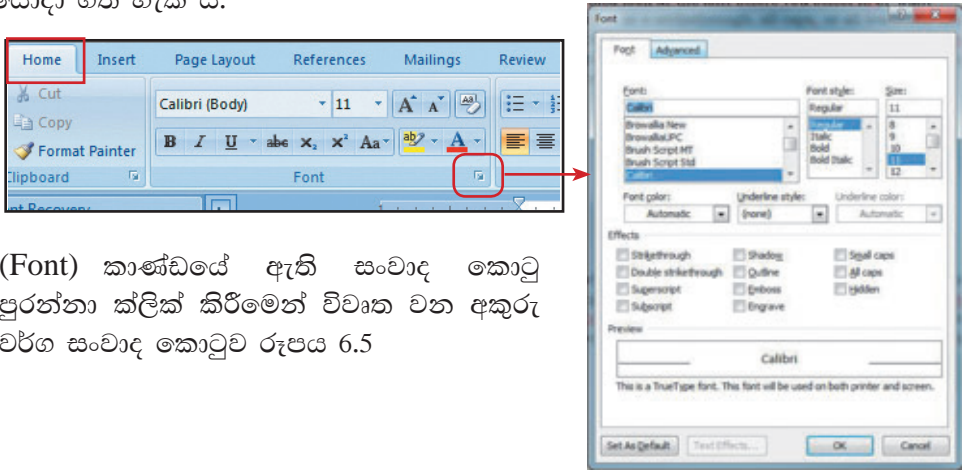 යොදා ගත හැකි ය.
Home Insert Page Layout References Mailings Review
Cut
Copy
Format Painter
Clipboard
Calibri (Body) 11
Font
(Font) කාණ්ඩයේ ඇති සංවාද කොටු
පුරන්නා ක්ලික් කිරීමෙන් විවෘත වන අකුරු
වර්ග සංවාද කොටුව රූපය 6.5
Font
Font Advanced
Font: Font style: Size:
Calibri Regular 11
Browallia New Regular 8
BrowalliaUPC Italic 9
Brush Script MT Bold 10
Brush Script Std Bold Italic 11
Calibri 12
Font color: Underline style: Underline color:
Automatic (none) Automatic
Effects
Strikethrough Shadow Small caps
Double strikethrough Outline All caps
Superscript Emboss Hidden
Subscript Engrave
Preview
Calibri
This is a TrueType font. This font will be used on both printer and screen.
Set As Default Text Effects... OK Cancel